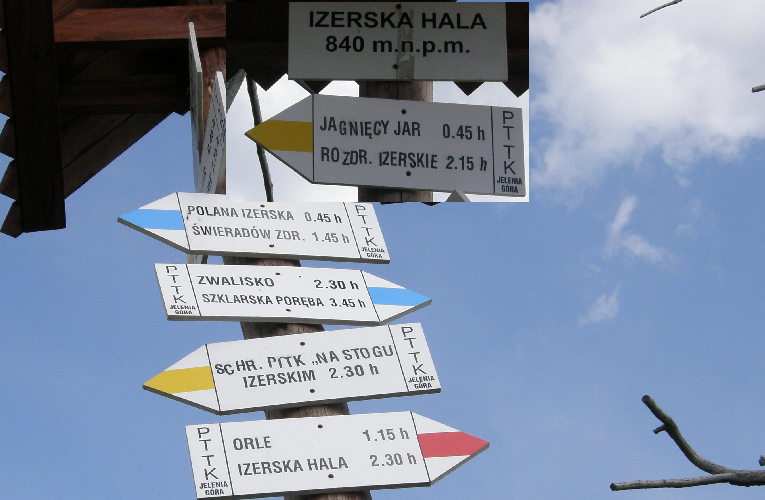 IZERSKA HALA
840 m.n.p.m.
JAGNIĘCY JAR 0.45 h
ROZDR. IZERSKIE 2.15 h
PTTK
JELENIA
GÓRA
POLANA IZERSKA 0.45 h
ŚWIERADÓW ZDR. 1.45 h
PTTK
JELENIA
GÓRA
PTTK
JELENIA
GÓRA
ZWALISKO 2.30 h
SZKLARSKA PORĘBA 3.45 h
SCHR. PTTK „NA STOGU
IZERSKIM 2.30 h
PTTK
JELENIA
GÓRA
PTTK
JELENIA
GÓRA
ORLE 1.15 h
IZERSKA HALA 2.30 h